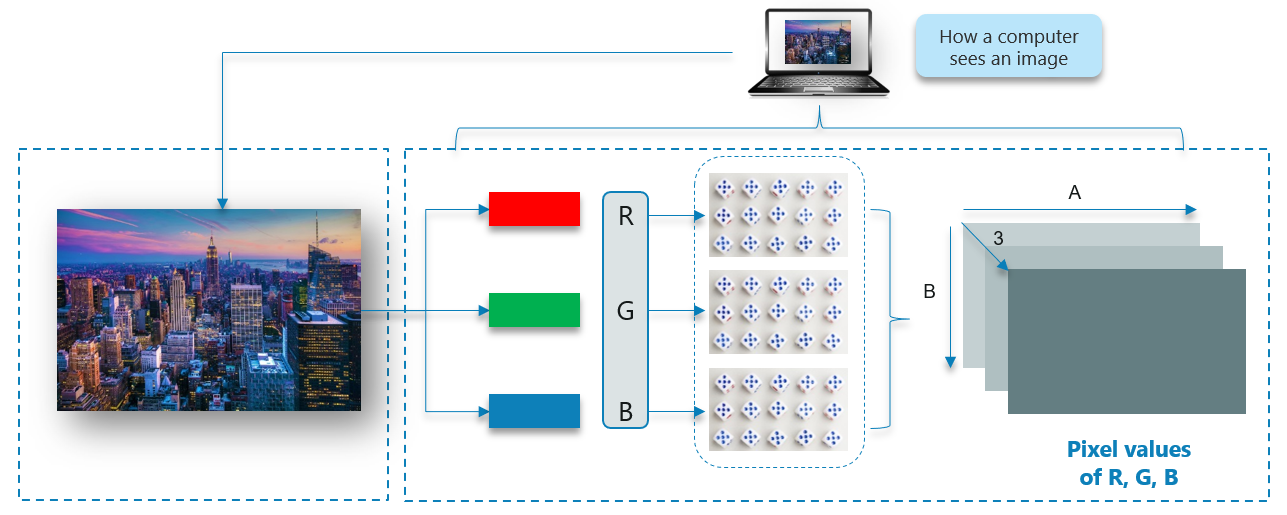 How a computer
sees an image
R
G
B
A
3
B
Pixel values
of R, G, B